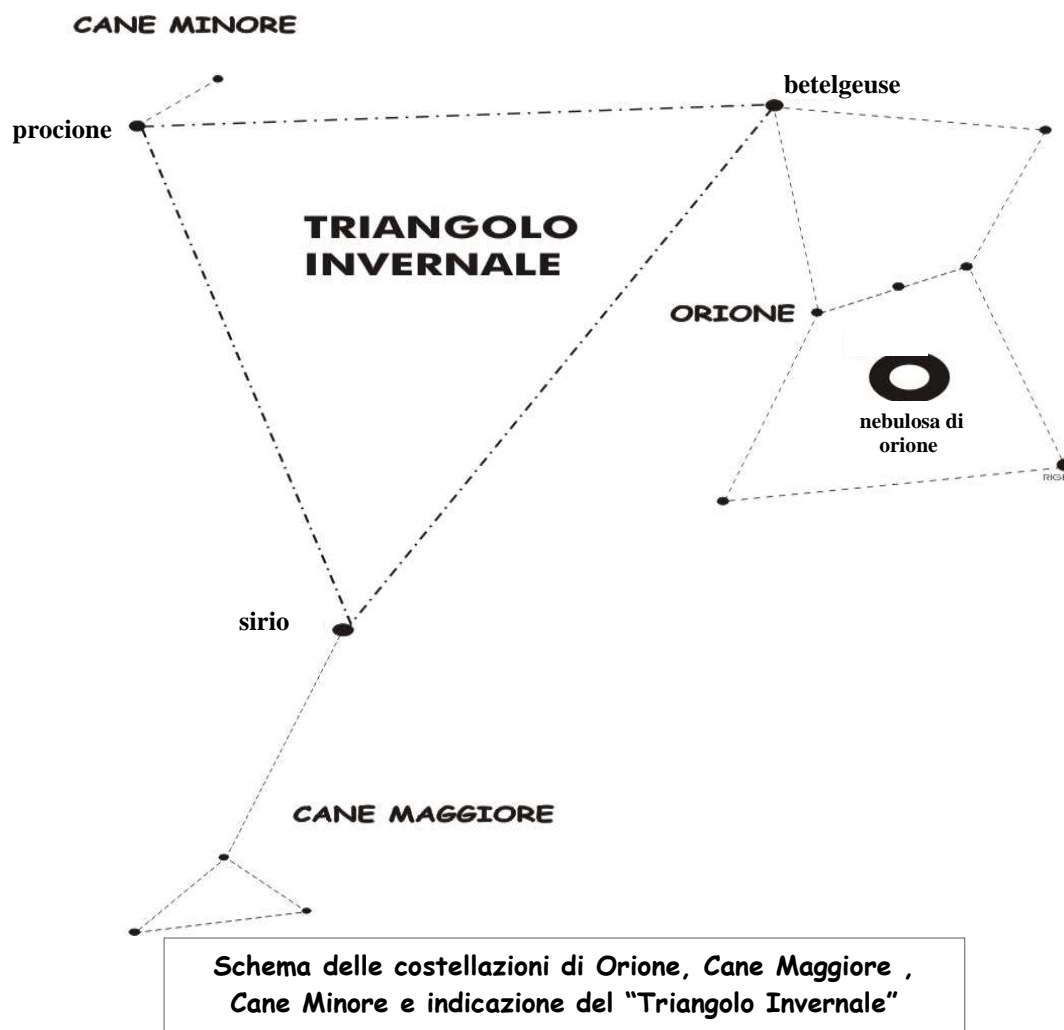 CANE MINORE
betelgeuse
procione
TRIANGOLO
INVERNALE
ORIONE
nebulosa di
orione
RIGE
sirio
CANE MAGGIORE
Schema delle costellazioni di Orione, Cane Maggiore ,
Cane Minore e indicazione del “Triangolo Invernale”